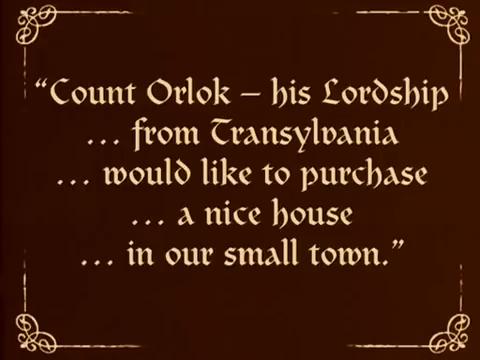 “Count Orlok – his Lordship
... from Transylvania
... would like to purchase
... a nice house
... in our small town.”